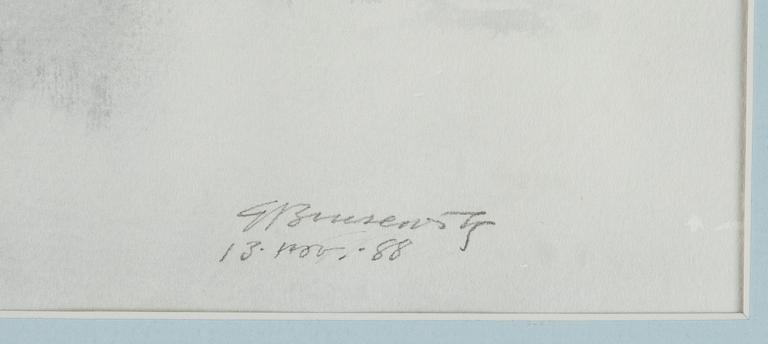 G Brusewitz
13. nov. -88